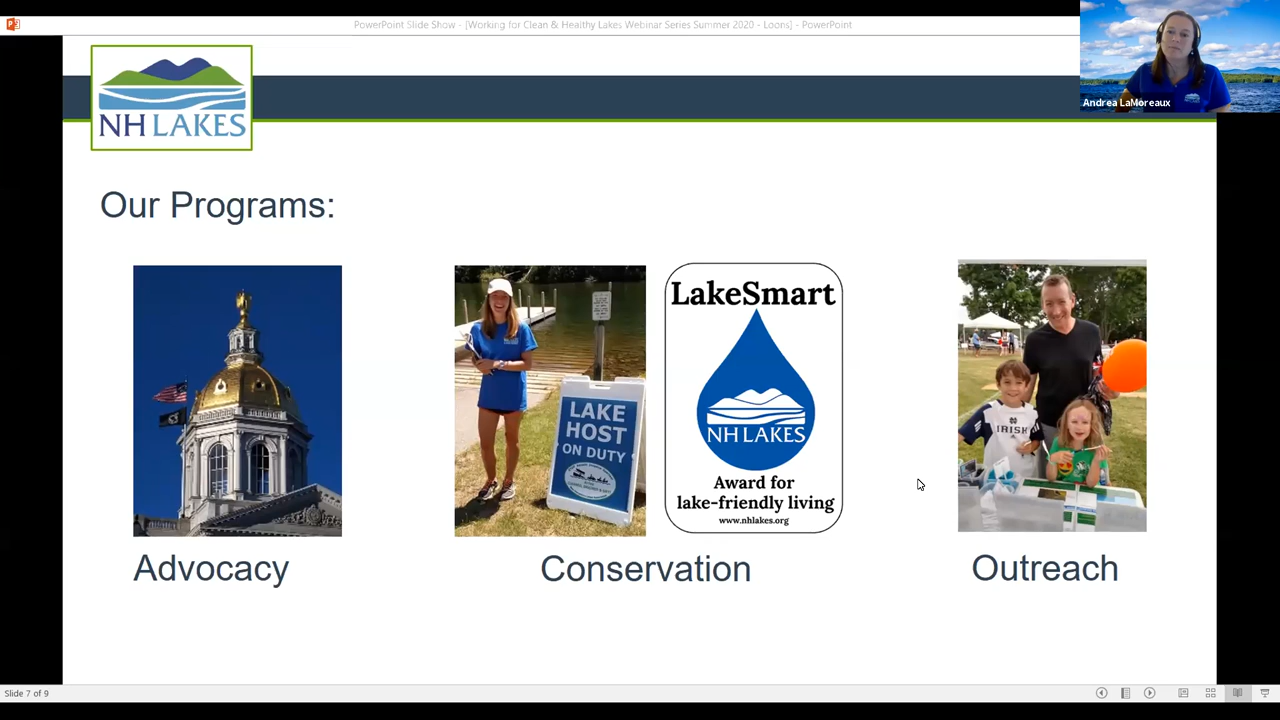 PowerPoint Slide Show - [Working for Clean & Healthy Lakes Webinar Series Summer 2020 - Loons] - PowerPoint
Andrea LaMoreaux
NH LAKES
Our Programs:
LAKE
HOST
ON DUTY
LakeSmart
NH LAKES
Award for
lake-friendly living
www.nhlakes.org
IRISH
Advocacy
Conservation
Outreach
Slide 7 of 9